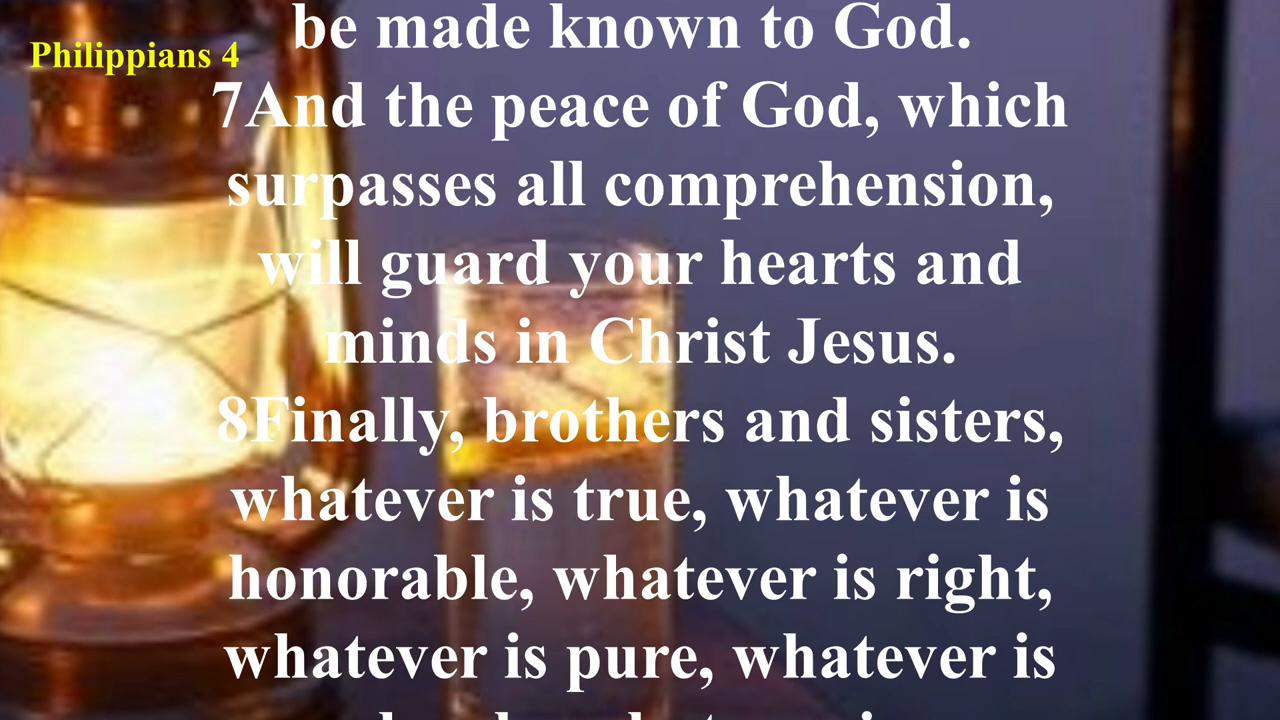 be made known to God.
Philippians 4
7And the peace of God, which
surpasses all comprehension,
will guard your hearts and
minds in Christ Jesus.
8Finally, brothers and sisters,
whatever is true, whatever is
honorable, whatever is right,
whatever is pure, whatever is